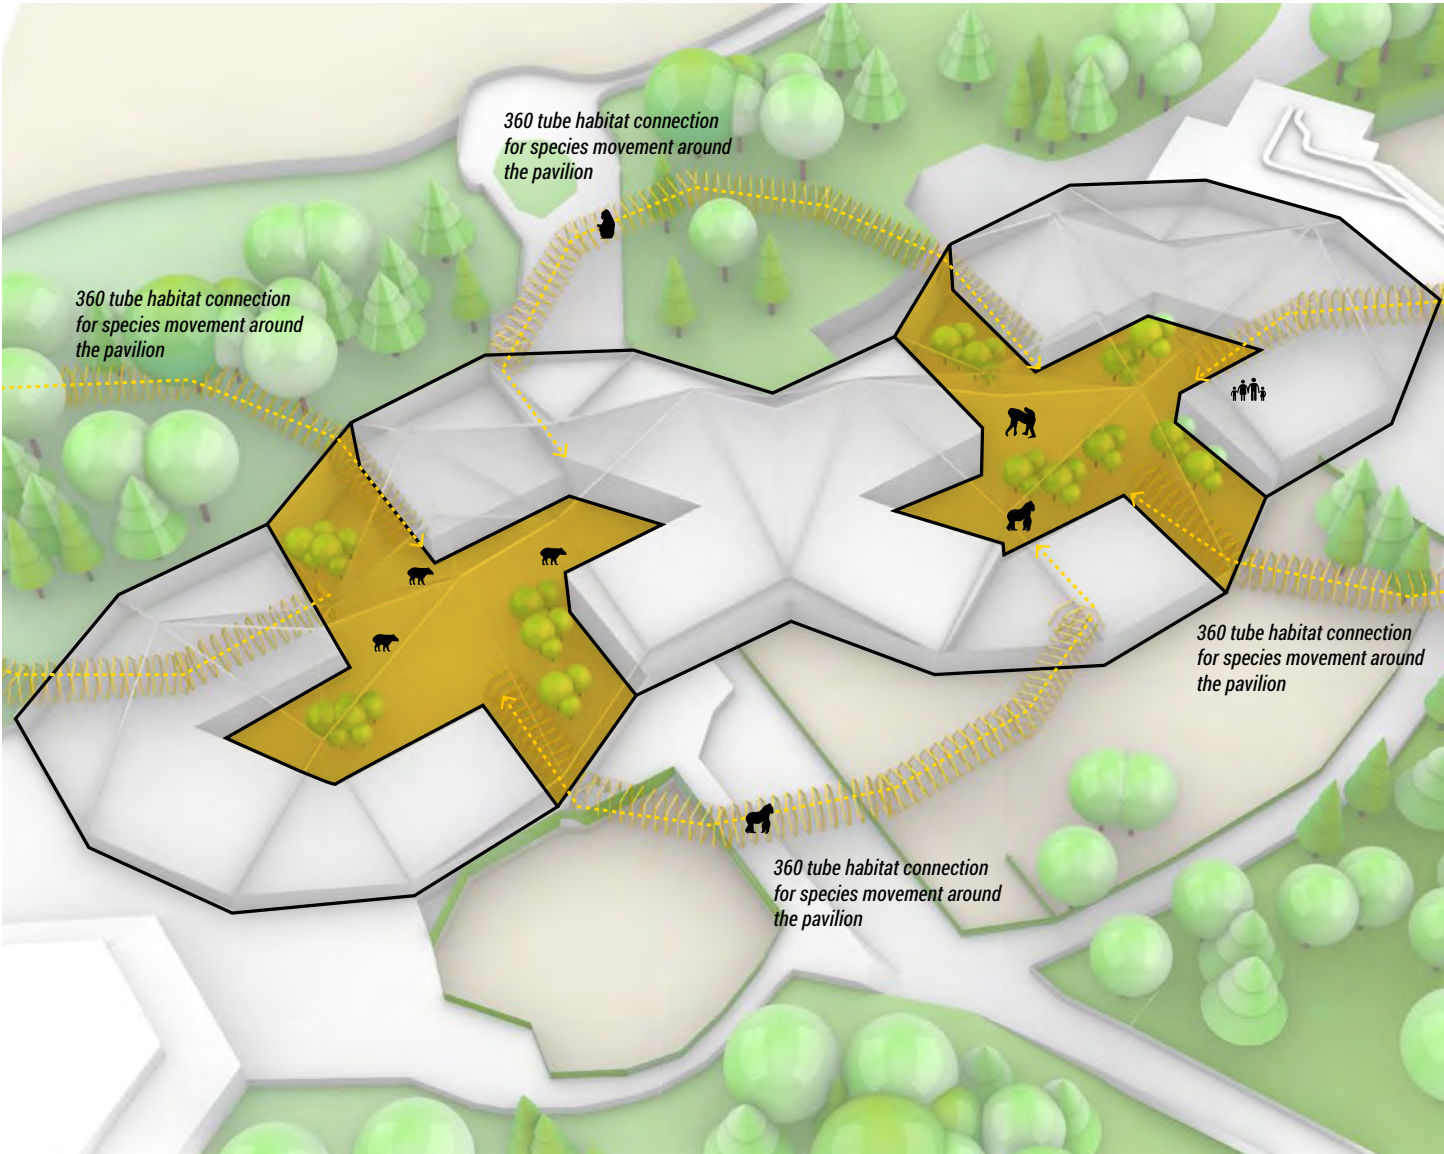 360 tube habitat connection
for species movement around
the pavilion
360 tube habitat connection
for species movement around
the pavilion
360 tube habitat connection
for species movement around
the pavilion
360 tube habitat connection
for species movement around
the pavilion